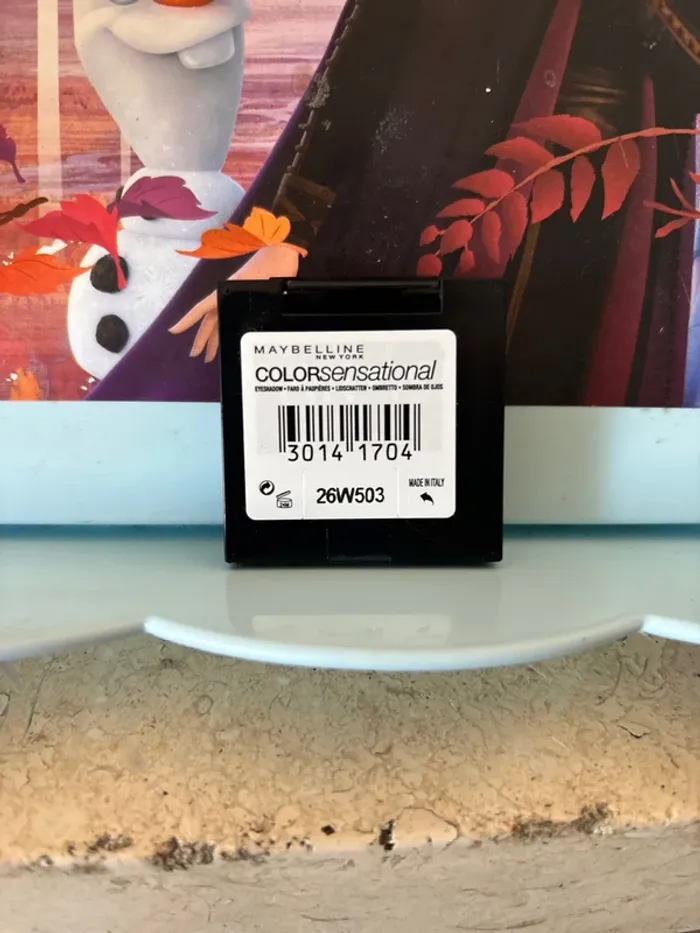 MAYBELLINE
NEW YORK
COLORsensational
EYESHADOW • FARD À PAUPIÈRES • LIDSCHATTEN • OMBRETTO • SOMBRA DE OJOS
3014 1704
26W503
MADE IN ITALY